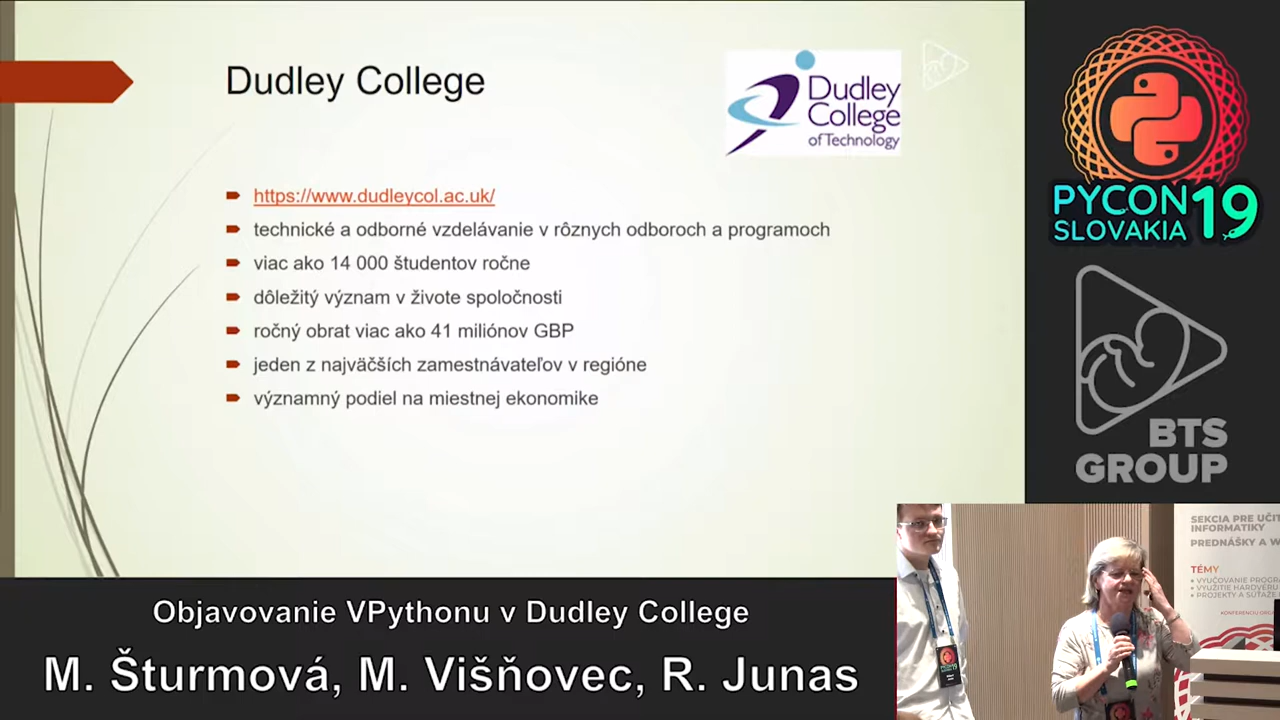 Dudley College
Dudley
College
of Technology
https://www.dudleycol.ac.uk/
technické a odborné vzdelávanie v rôznych odboroch a programoch
viac ako 14 000 študentov ročne
dôležitý význam v živote spoločnosti
ročný obrat viac ako 41 miliónov GBP
jeden z najväčších zamestnávateľov v regióne
významný podiel na miestnej ekonomike
PYCON 19
SLOVAKIA
BTS
GROUP
SEKCIA PRE
INFORMATIKY
PREDNÁŠKY A
TÉMY
VYUČOVANIE
VYUŽITIE
PROJEKTY A SÚŤAŽE
Objavovanie VPythonu v Dudley College
M. Šturmová, M. Višňovec, R. Junas